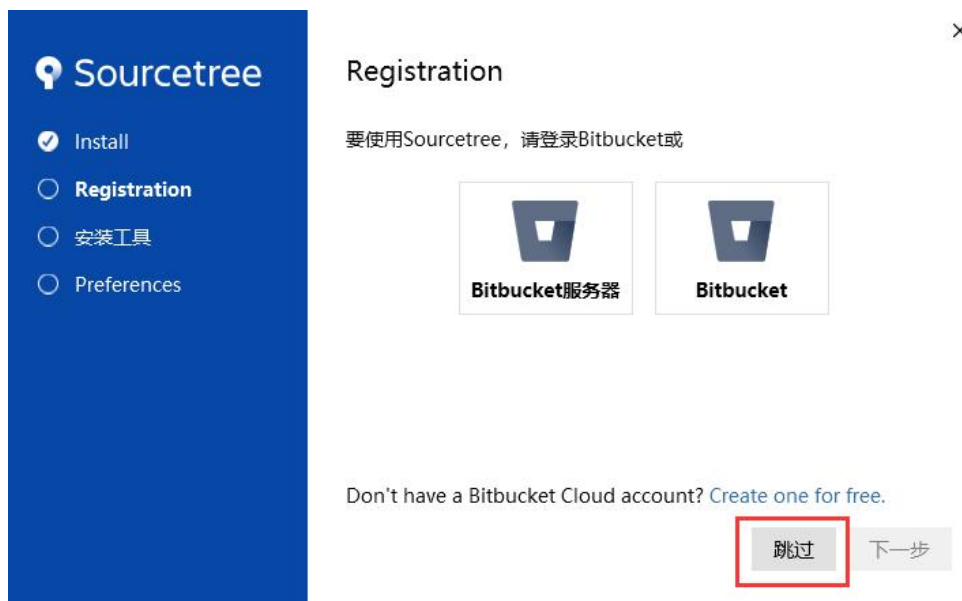 Sourcetree
Install
Registration
安装工具
Preferences
Registration
要使用Sourcetree，请登录Bitbucket或
Bitbucket服务器
Bitbucket
Don't have a Bitbucket Cloud account? Create one for free.
跳过
下一步